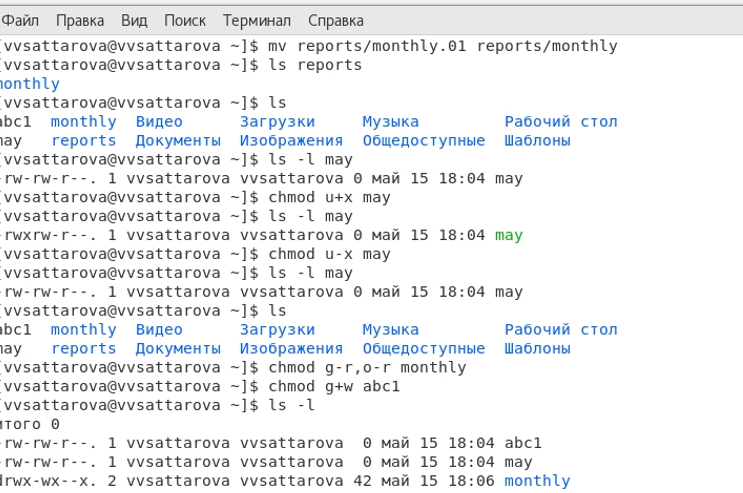 Файл Правка Вид Поиск Терминал Справка
[vvsattarova@vvsattarova ~]$ mv reports/monthly.01 reports/monthly
[vvsattarova@vvsattarova ~]$ ls reports
monthly
[vvsattarova@vvsattarova ~]$ ls
abc1 monthly Видео Загрузки Музыка Рабочий стол
may reports Документы Изображения Общедоступные Шаблоны
[vvsattarova@vvsattarova ~]$ ls -l may
-rw-rw-r--. 1 vvsattarova vvsattarova 0 май 15 18:04 may
[vvsattarova@vvsattarova ~]$ chmod u+x may
[vvsattarova@vvsattarova ~]$ ls -l may
-rwxrw-r--. 1 vvsattarova vvsattarova 0 май 15 18:04 may
[vvsattarova@vvsattarova ~]$ chmod u-x may
[vvsattarova@vvsattarova ~]$ ls -l may
-rw-rw-r--. 1 vvsattarova vvsattarova 0 май 15 18:04 may
[vvsattarova@vvsattarova ~]$ ls
abc1 monthly Видео Загрузки Музыка Рабочий стол
may reports Документы Изображения Общедоступные Шаблоны
[vvsattarova@vvsattarova ~]$ chmod g-r,o-r monthly
[vvsattarova@vvsattarova ~]$ chmod g+w abc1
[vvsattarova@vvsattarova ~]$ ls -l
итого 0
-rw-rw-r--. 1 vvsattarova vvsattarova 0 май 15 18:04 abc1
-rw-rw-r--. 1 vvsattarova vvsattarova 0 май 15 18:04 may
drwx-wx--x. 2 vvsattarova vvsattarova 42 май 15 18:06 monthly